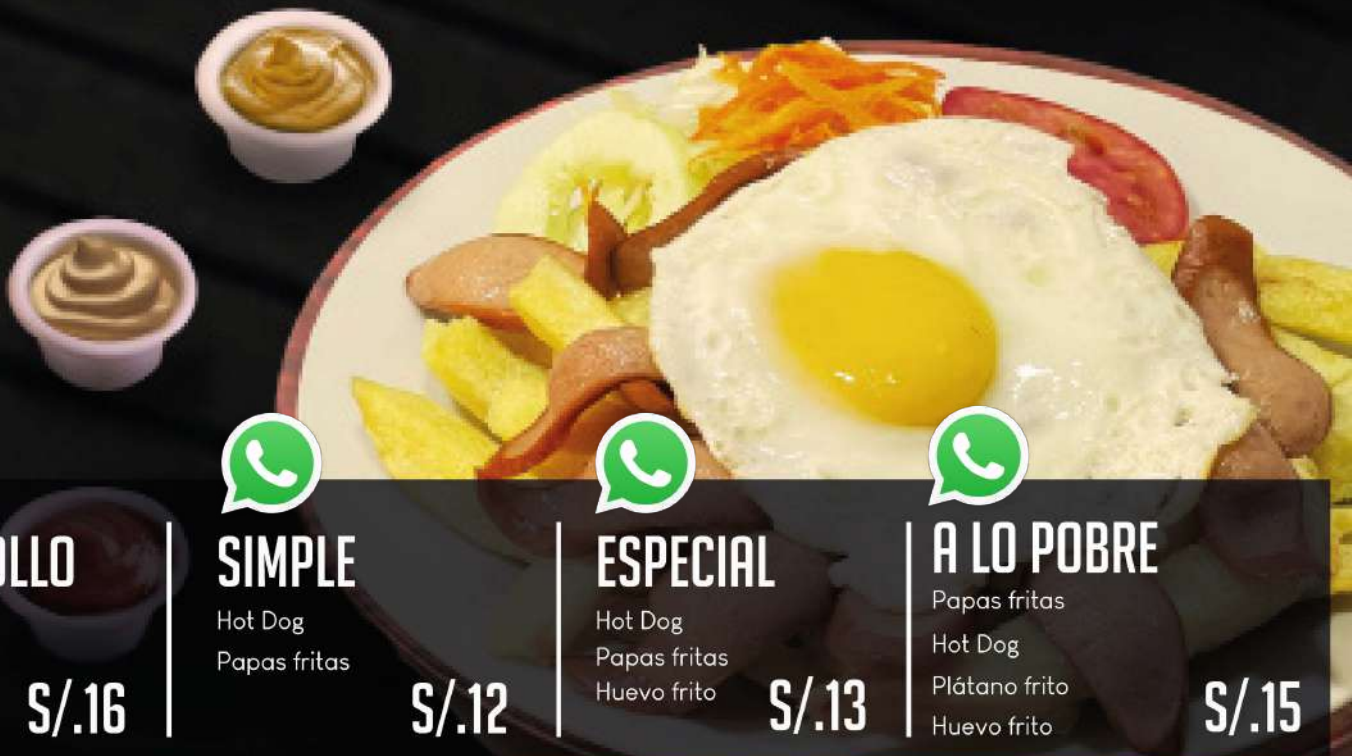 OLLO
S/.16
SIMPLE
Hot Dog
Papas fritas
S/.12
ESPECIAL
Hot Dog
Papas fritas
Huevo frito
S/.13
A LO POBRE
Papas fritas
Hot Dog
Plátano frito
Huevo frito
S/.15